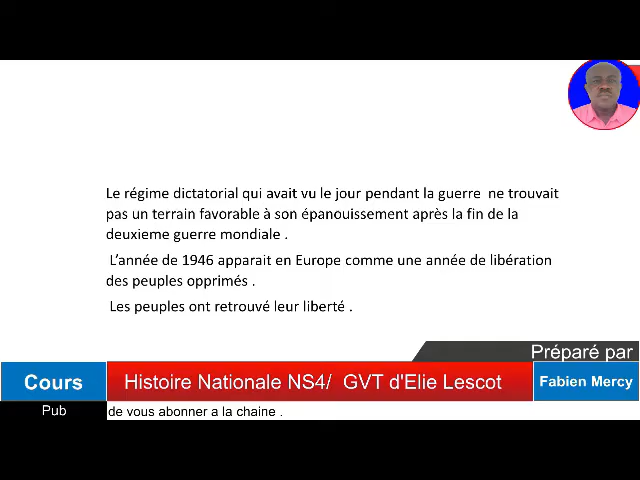 Le régime dictatorial qui avait vu le jour pendant la guerre ne trouvait
pas un terrain favorable à son épanouissement après la fin de la
deuxieme guerre mondiale .
L’année de 1946 apparait en Europe comme une année de libération
des peuples opprimés .
Les peuples ont retrouvé leur liberté .
Préparé par
Cours
Histoire Nationale NS4/ GVT d'Elie Lescot
Fabien Mercy
Pub
de vous abonner a la chaine .